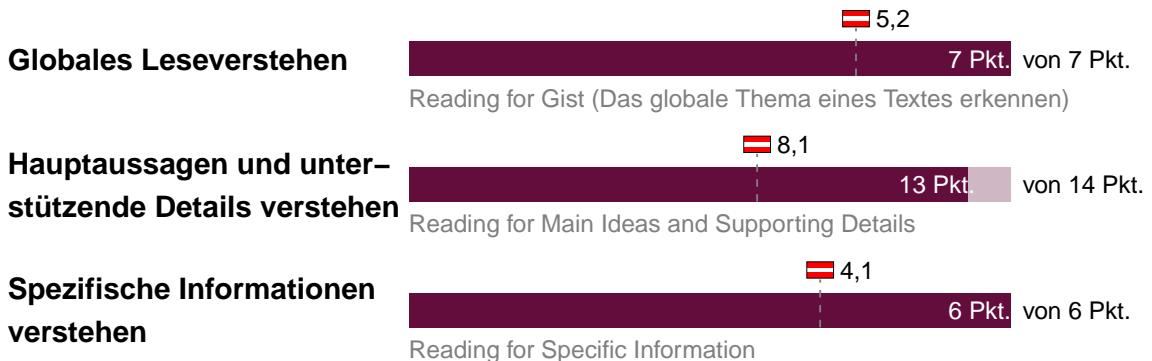 5,2
Globales Leseverstehen 7 Pkt. von 7 Pkt.
Reading for Gist (Das globale Thema eines Textes erkennen)
8,1
Hauptaussagen und unter–
stützende Details verstehen 13 Pkt. von 14 Pkt.
Reading for Main Ideas and Supporting Details
4,1
Spezifische Informationen
verstehen 6 Pkt. von 6 Pkt.
Reading for Specific Information